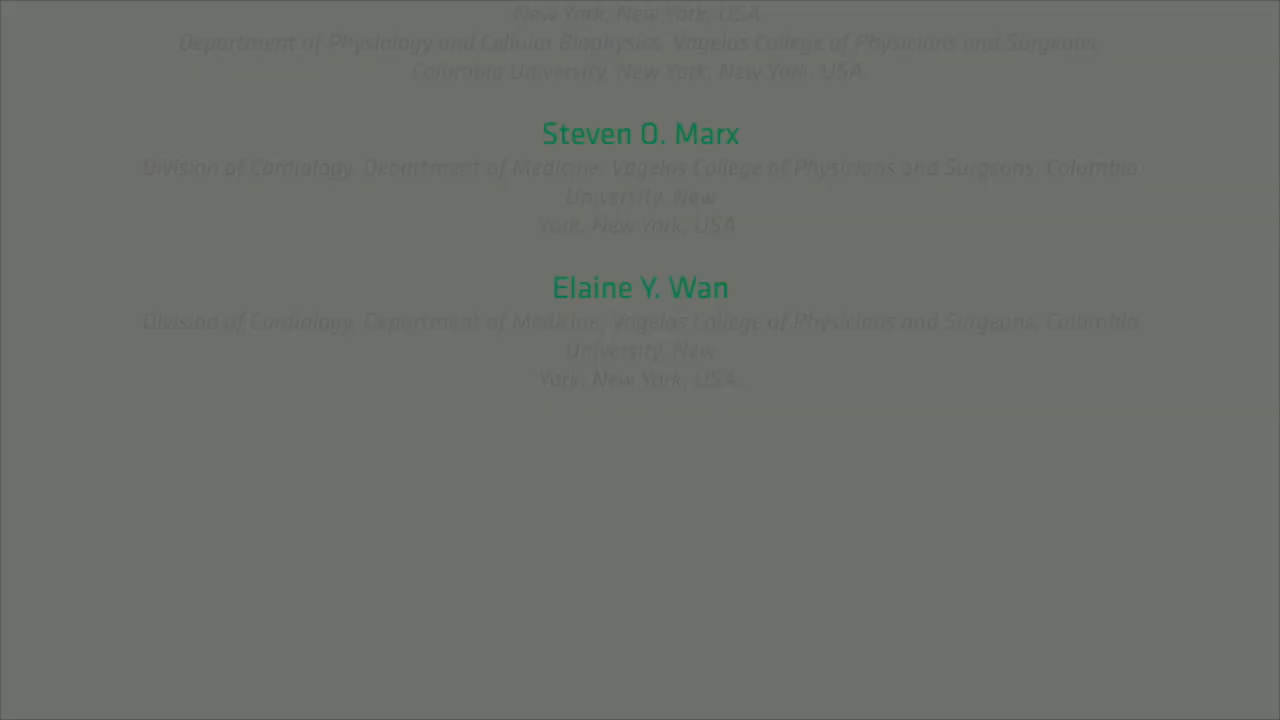 New York, New York, USA
Department of Physiology and Cellular Biophysics, Vagelos College of Physicians and Surgeons,
Columbia University, New York, New York, USA
Steven O. Marx
Division of Cardiology, Department of Medicine, Vagelos College of Physicians and Surgeons, Columbia
University, New
York, New York, USA
Elaine Y. Wan
Division of Cardiology, Department of Medicine, Vagelos College of Physicians and Surgeons, Columbia
University, New
York, New York, USA.